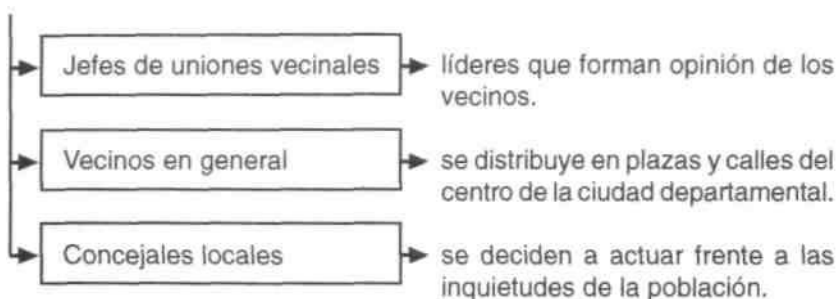 Jefes de uniones vecinales
líderes que forman opinión de los
vecinos.
Vecinos en general
se distribuye en plazas y calles del
centro de la ciudad departamental.
Concejales locales
se deciden a actuar frente a las
inquietudes de la población.